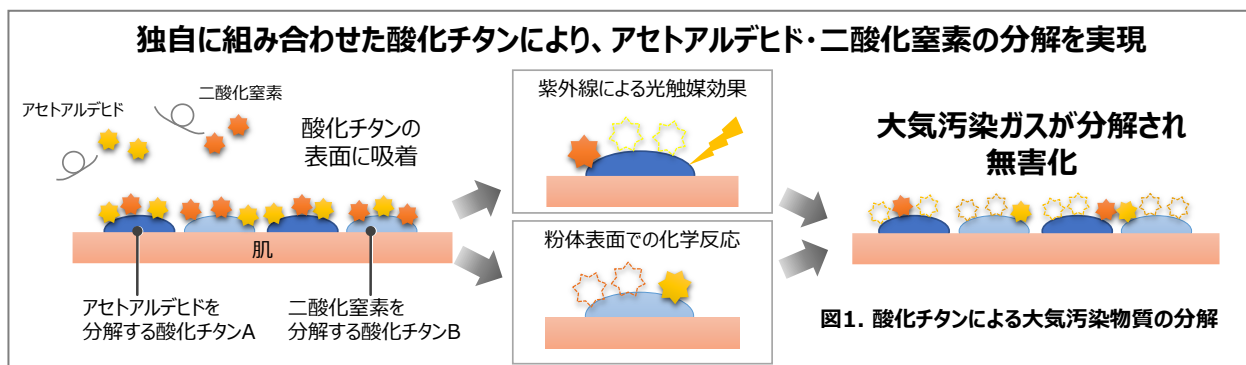 独自に組み合わせた酸化チタンにより、アセトアルデヒド・二酸化窒素の分解を実現
アセトアルデヒド
二酸化窒素
酸化チタンの
表面に吸着
肌
アセトアルデヒドを
分解する酸化チタンA
二酸化窒素を
分解する酸化チタンB
紫外線による光触媒効果
粉体表面での化学反応
大気汚染ガスが分解され
無害化
図1. 酸化チタンによる大気汚染物質の分解